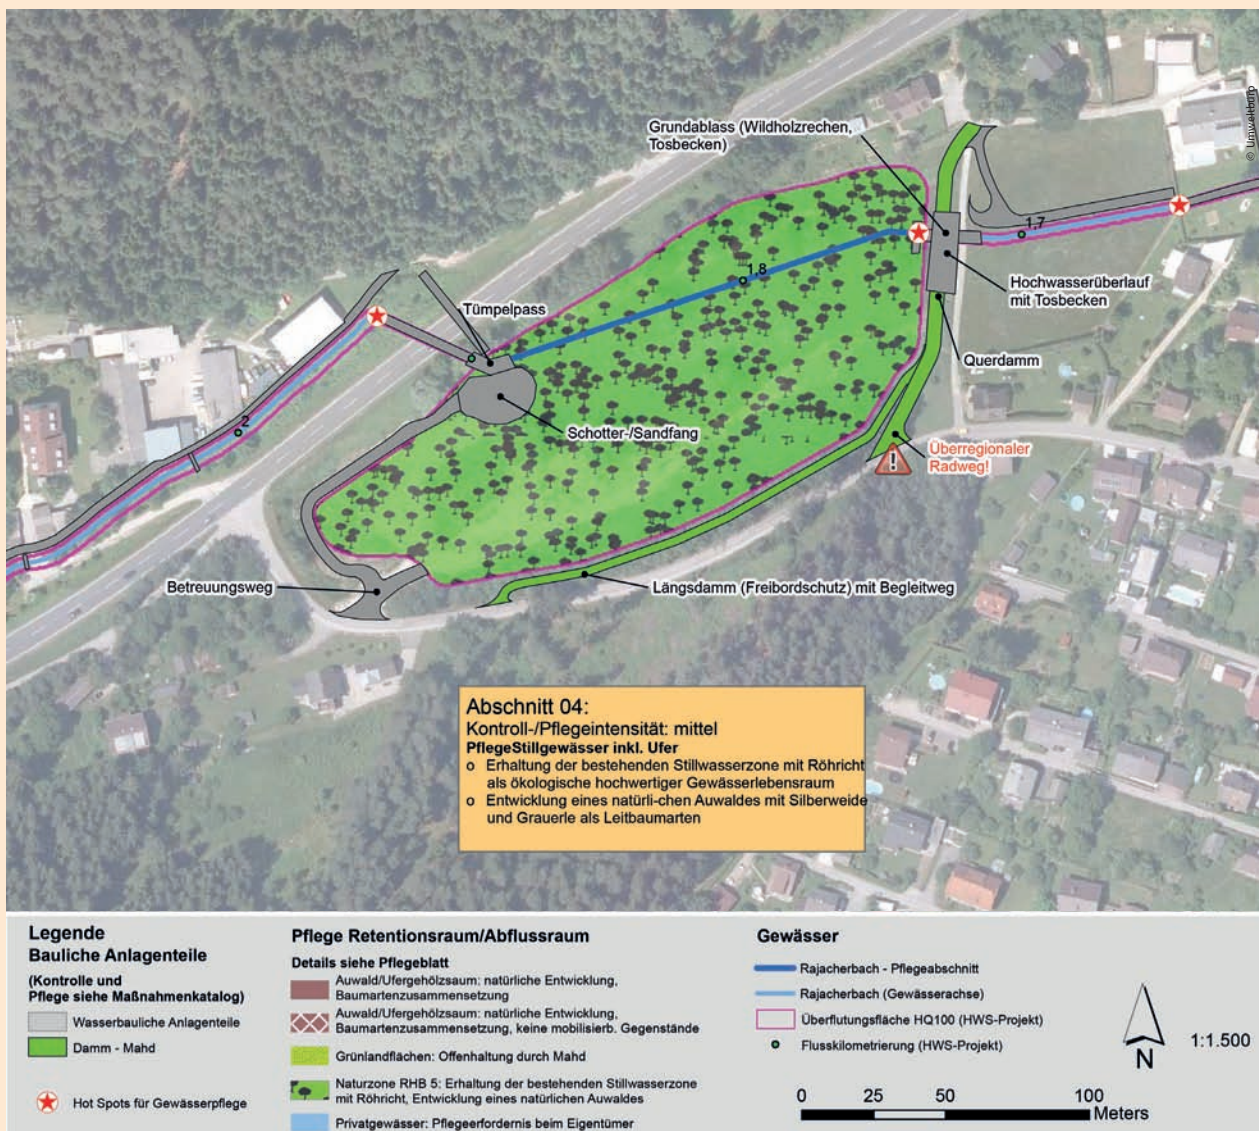 © Umweltbüro
Grundablass (Wildholzrechen,
Tosbecken)
1,7
1,8
Hochwasserüberlauf
mit Tosbecken
Tümpelpass
Querdamm
2
Schotter-/Sandfang
Überregionaler
Radweg!
Betreuungsweg
Längsdamm (Freibordschutz) mit Begleitweg
Abschnitt 04:
Kontroll-/Pflegeintensität: mittel
PflegeStillgewässer inkl. Ufer
o Erhaltung der bestehenden Stillwasserzone mit Röhricht
als ökologische hochwertiger Gewässerlebensraum
o Entwicklung eines natürli-chen Auwaldes mit Silberweide
und Grauerle als Leitbaumarten
Legende
Bauliche Anlagenteile
(Kontrolle und
Pflege siehe Maßnahmenkatalog)
Wasserbauliche Anlagenteile
Damm - Mahd
Hot Spots für Gewässerpflege
Pflege Retentionsraum/Abflussraum
Details siehe Pflegeblatt
Auwald/Ufergehölzsaum: natürliche Entwicklung,
Baumartenzusammensetzung
Auwald/Ufergehölzsaum: natürliche Entwicklung,
Baumartenzusammensetzung, keine mobilisierb. Gegenstände
Grünlandflächen: Offenhaltung durch Mahd
Naturzone RHB 5: Erhaltung der bestehenden Stillwasserzone
mit Röhricht, Entwicklung eines natürlichen Auwaldes
Privatgewässer: Pflegeerfordernis beim Eigentümer
Gewässer
Rajacherbach - Pflegeabschnitt
Rajacherbach (Gewässerachse)
Überflutungsfläche HQ100 (HWS-Projekt)
Flusskilometrierung (HWS-Projekt)
N
1:1.500
0 25 50 100
Meters